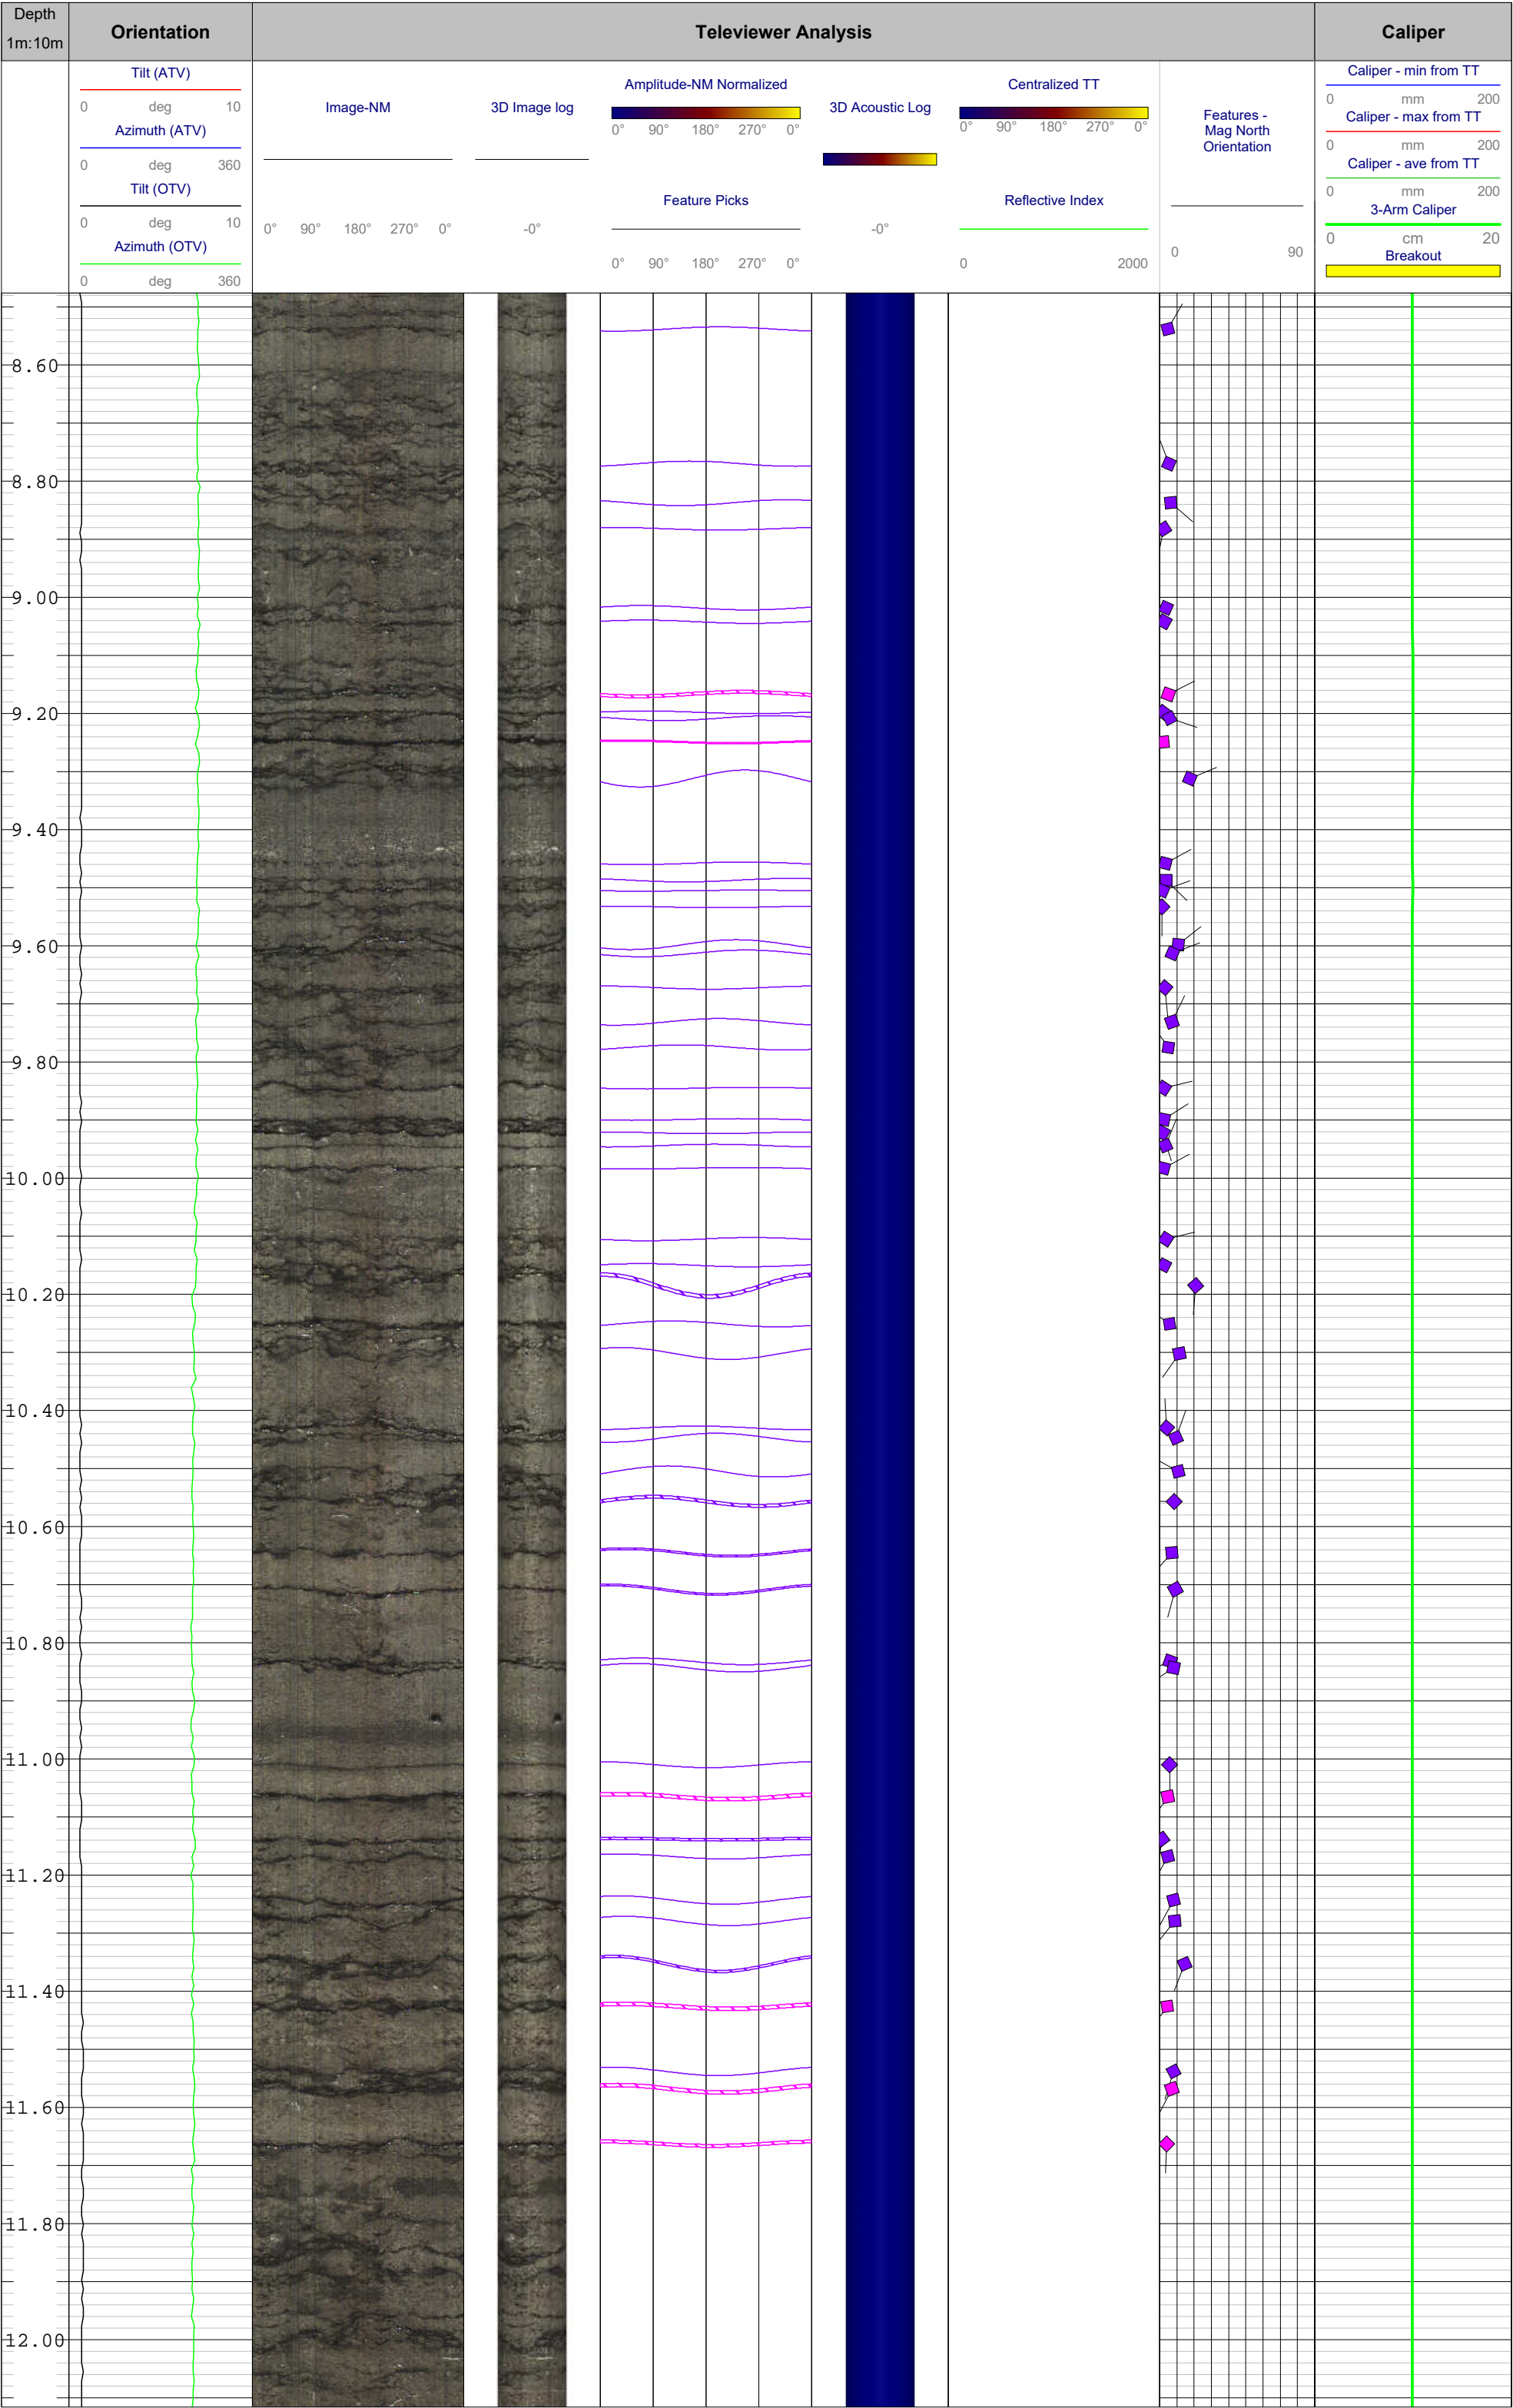 Depth
1m:10m
Orientation
Televiewer Analysis
Caliper
Tilt (ATV)
0 deg 10
Azimuth (ATV)
0 deg 360
Tilt (OTV)
0 deg 10
Azimuth (OTV)
0 deg 360
Image-NM
0° 90° 180° 270° 0°
3D Image log
-0°
Amplitude-NM Normalized
0° 90° 180° 270° 0°
Feature Picks
0° 90° 180° 270° 0°
3D Acoustic Log
-0°
Centralized TT
0° 90° 180° 270° 0°
Reflective Index
0 2000
Features -
Mag North
Orientation
0 90
Caliper - min from TT
0 mm 200
Caliper - max from TT
0 mm 200
Caliper - ave from TT
0 mm 200
3-Arm Caliper
0 cm 20
Breakout
8.60
8.80
9.00
9.20
9.40
9.60
9.80
10.00
10.20
10.40
10.60
10.80
11.00
11.20
11.40
11.60
11.80
12.00